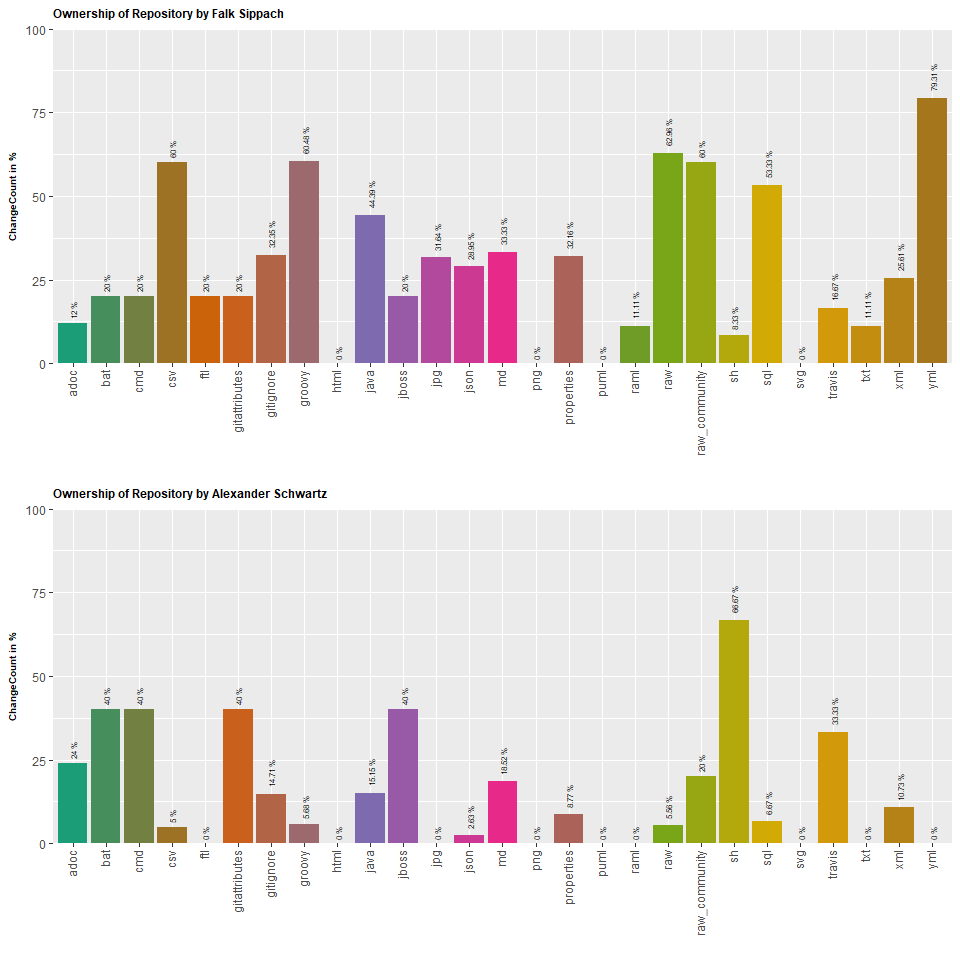 Ownership of Repository by Falk Sippach
ChangeCount in %
100
75
50
25
0
12 %
20 %
20 %
60 %
20 %
20 %
32.35 %
60.48 %
0 %
44.39 %
20 %
31.64 %
28.95 %
33.33 %
0 %
32.16 %
0 %
11.11 %
62.96 %
60 %
8.33 %
53.33 %
0 %
16.67 %
11.11 %
25.61 %
79.31 %
adoc
bat
cmd
csv
ftl
gitattributes
gitignore
groovy
html
java
jboss
jpg
json
md
png
properties
puml
raml
raw
raw_community
sh
sql
svg
travis
txt
xml
yml
Ownership of Repository by Alexander Schwartz
ChangeCount in %
100
75
50
25
0
24 %
40 %
40 %
5 %
0 %
40 %
14.71 %
5.68 %
0 %
15.15 %
40 %
0 %
2.63 %
18.52 %
0 %
8.77 %
0 %
0 %
5.56 %
20 %
66.67 %
6.67 %
0 %
33.33 %
0 %
10.73 %
0 %
adoc
bat
cmd
csv
ftl
gitattributes
gitignore
groovy
html
java
jboss
jpg
json
md
png
properties
puml
raml
raw
raw_community
sh
sql
svg
travis
txt
xml
yml